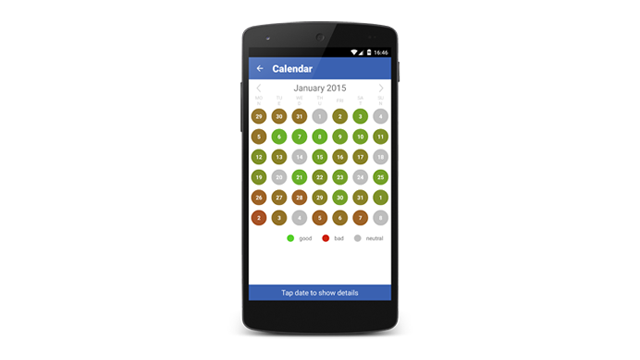 16:46
Calendar
January 2015
MO N TU E WE D TH U FRI SA T SU N
29 30 31 1 2 3 4
5 6 7 8 9 10 11
12 13 14 15 16 17 18
19 20 21 22 23 24 25
26 27 28 29 30 31 1
2 3 4 5 6 7 8
good bad neutral
Tap date to show details